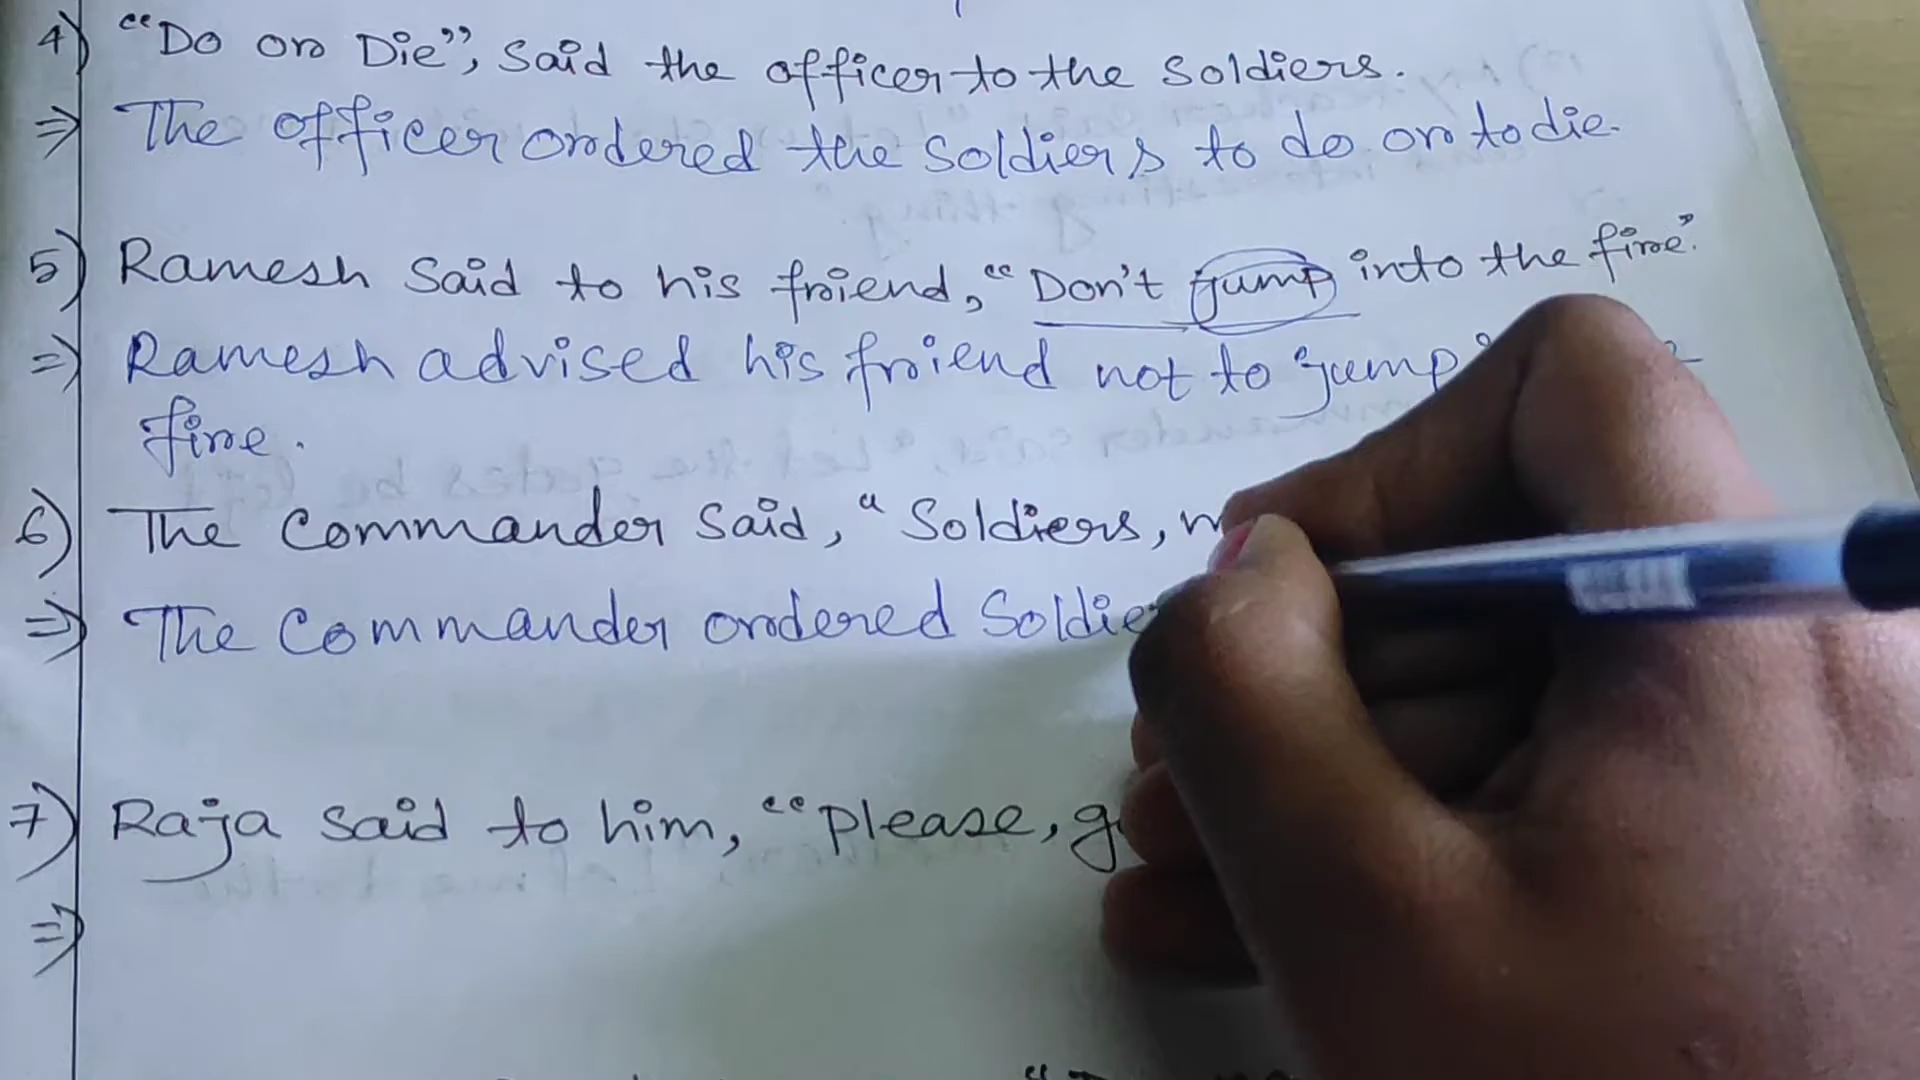 4) "Do or Die", said the officer to the soldiers.
⇒ The officer ordered the soldiers to do or to die.
5) Ramesh said to his friend, "Don't jump into the fire".
⇒ Ramesh advised his friend not to jump
fire.
6) The Commander said, "Soldiers,
⇒ The Commander ordered
7) Raja said to him, "please,
⇒